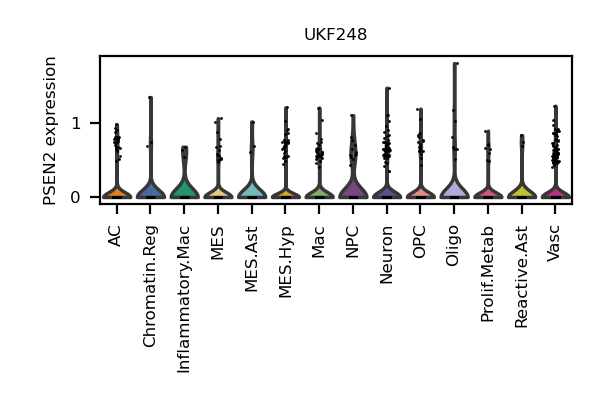 UKF248
PSEN2 expression
1
0
AC
Chromatin.Reg
Inflammatory.Mac
MES
MES.Ast
MES.Hyp
Mac
NPC
Neuron
OPC
Oligo
Prolif.Metab
Reactive.Ast
Vasc